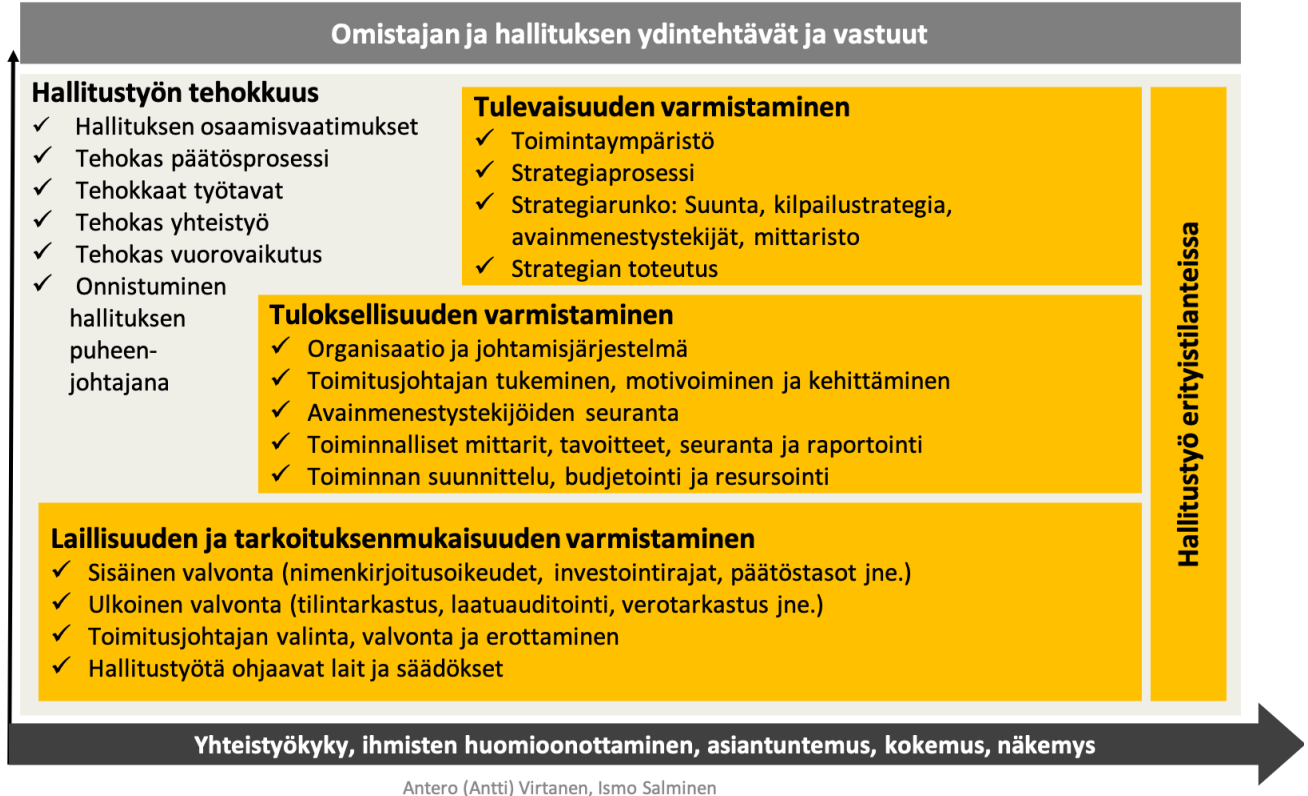 Omistajan ja hallituksen ydintehtävät ja vastuut
Hallitustyön tehokkuus
✓ Hallituksen osaamisvaatimukset
✓ Tehokas päätösprosessi
✓ Tehokkaat työtavat
✓ Tehokas yhteistyö
✓ Tehokas vuorovaikutus
✓ Onnistuminen
hallituksen
puheen-
johtajana
Tulevaisuuden varmistaminen
✓ Toimintaympäristö
✓ Strategiaprosessi
✓ Strategiarunko: Suunta, kilpailustrategia,
avainmenestystekijät, mittaristo
✓ Strategian toteutus
Tuloksellisuuden varmistaminen
✓ Organisaatio ja johtamisjärjestelmä
✓ Toimitusjohtajan tukeminen, motivoiminen ja kehittäminen
✓ Avainmenestystekijöiden seuranta
✓ Toiminnalliset mittarit, tavoitteet, seuranta ja raportointi
✓ Toiminnan suunnittelu, budjetointi ja resursointi
Laillisuuden ja tarkoituksenmukaisuuden varmistaminen
✓ Sisäinen valvonta (nimenkirjoitusoikeudet, investointirajat, päätöstasot jne.)
✓ Ulkoinen valvonta (tilintarkastus, laatuauditointi, verotarkastus jne.)
✓ Toimitusjohtajan valinta, valvonta ja erottaminen
✓ Hallitustyötä ohjaavat lait ja säädökset
Hallitustyö erityistilanteissa
Yhteistyökyky, ihmisten huomioonottaminen, asiantuntemus, kokemus, näkemys
Antero (Antti) Virtanen, Ismo Salminen